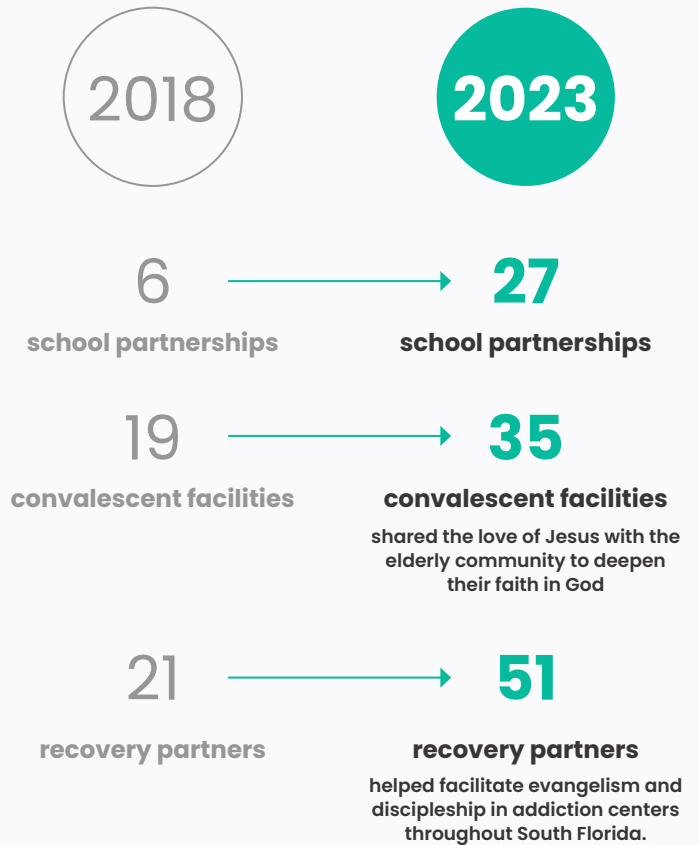 2018
2023
6
27
school partnerships
school partnerships
19
35
convalescent facilities
convalescent facilities
shared the love of Jesus with the
elderly community to deepen
their faith in God
21
51
recovery partners
recovery partners
helped facilitate evangelism and
discipleship in addiction centers
throughout South Florida.